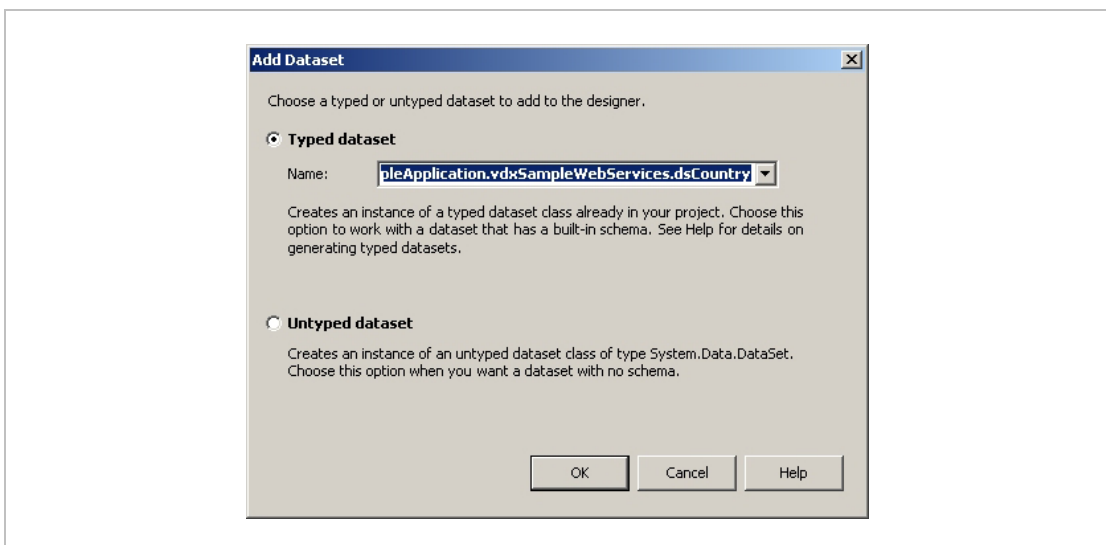 Add Dataset
Choose a typed or untyped dataset to add to the designer.
Typed dataset
Name: pleApplication.vdxSampleWebServices.dsCountry
Creates an instance of a typed dataset class already in your project. Choose this
option to work with a dataset that has a built-in schema. See Help for details on
generating typed datasets.
Untyped dataset
Creates an instance of an untyped dataset class of type System.Data.DataSet.
Choose this option when you want a dataset with no schema.
OK Cancel Help